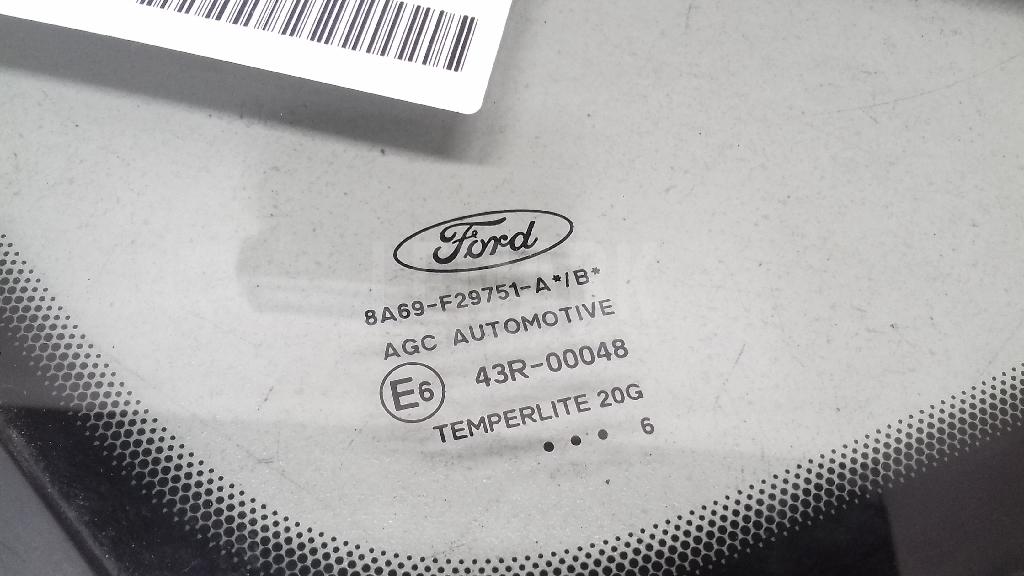 Ford
8A69-F29751-A*/B*
AGC AUTOMOTIVE
E6 43R-00048
TEMPERLITE 20G
• • • 6